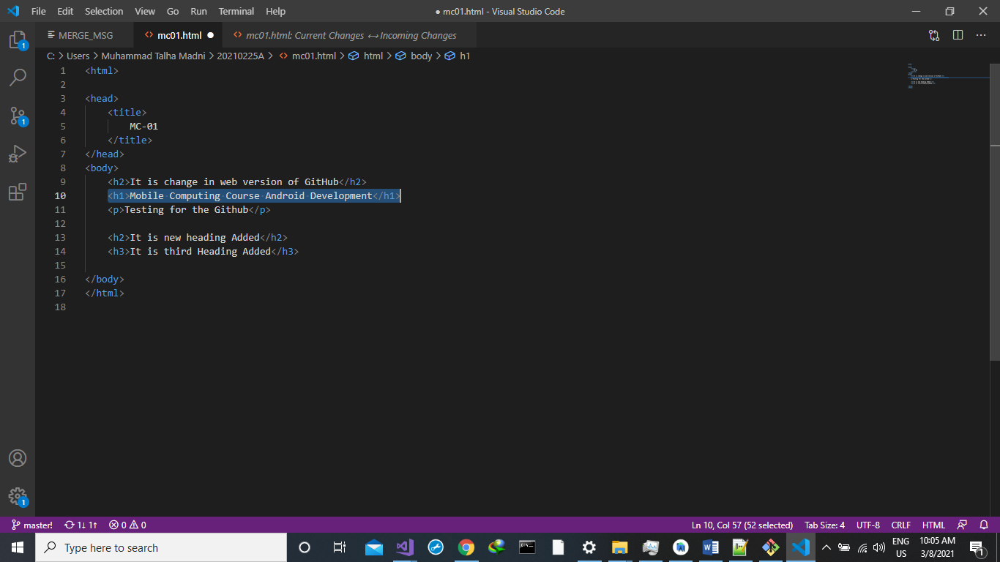 File Edit Selection View Go Run Terminal Help ● mc01.html - Visual Studio Code
MERGE_MSG <> mc01.html ● <> mc01.html: Current Changes ↔ Incoming Changes ...
C: > Users > Muhammad Talha Madni > 20210225A > <> mc01.html > html > body > h1
1 <html>
2
3 <head>
4 <title>
5 MC-01
6 </title>
7 </head>
8 <body>
9 <h2>It is change in web version of GitHub</h2>
10 <h1>Mobile Computing Course Android Development</h1>
11 <p>Testing for the Github</p>
12
13 <h2>It is new heading Added</h2>
14 <h3>It is third Heading Added</h3>
15
16 </body>
17 </html>
18
1
1
1
master! 1↓ 1↑ 0 0 Ln 10, Col 57 (52 selected) Tab Size: 4 UTF-8 CRLF HTML
Type here to search
ENG
US
10:05 AM
3/8/2021
1